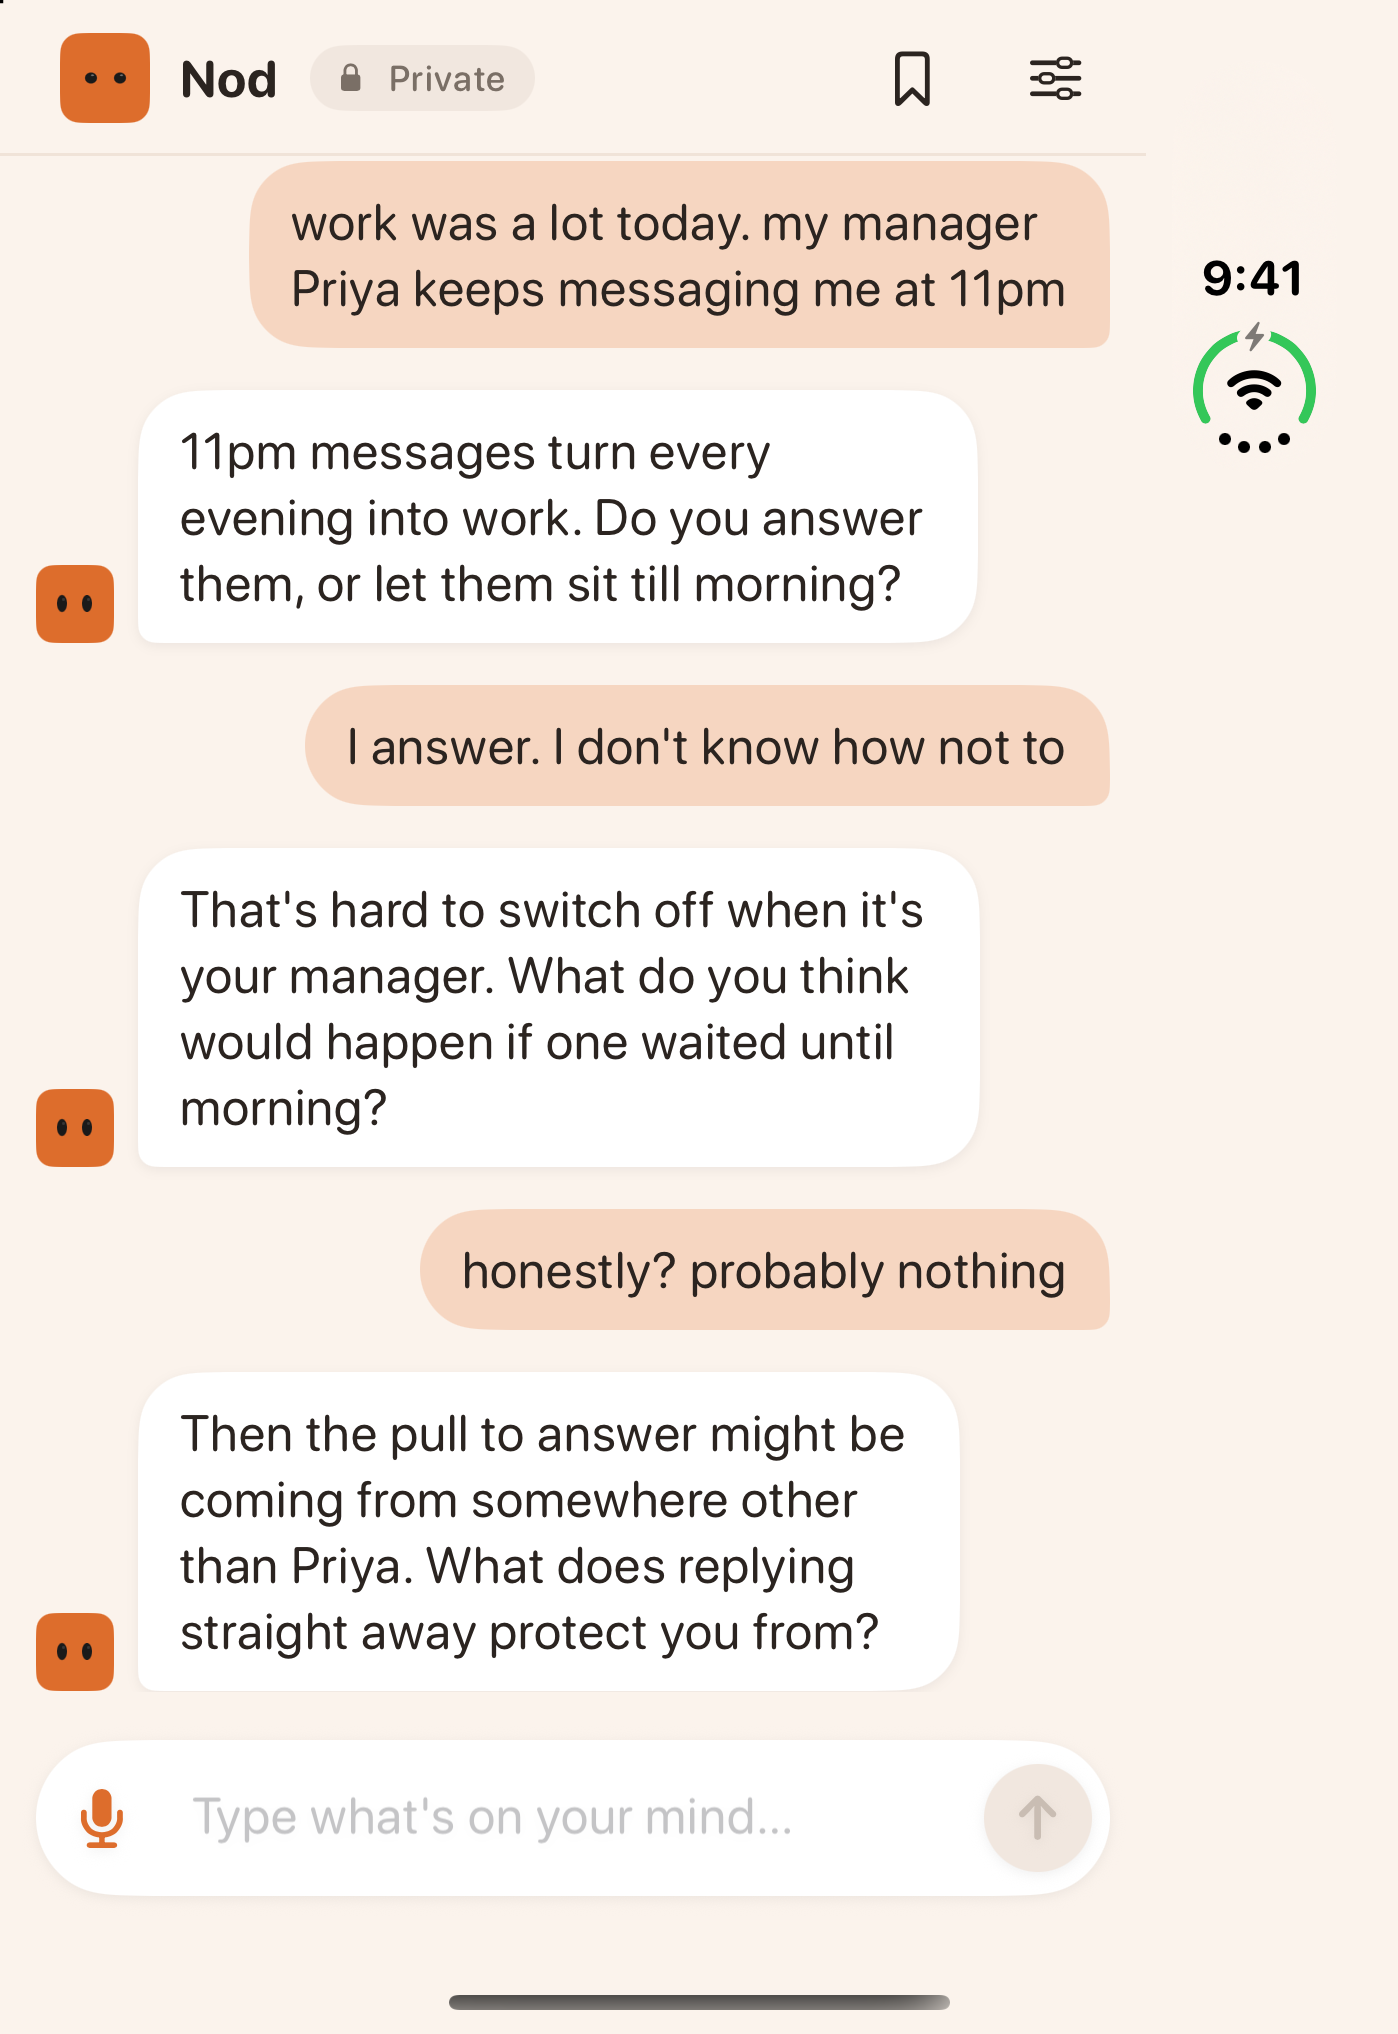 Nod
Private
work was a lot today. my manager
Priya keeps messaging me at 11pm
9:41
11pm messages turn every
evening into work. Do you answer
them, or let them sit till morning?
I answer. I don't know how not to
That's hard to switch off when it's
your manager. What do you think
would happen if one waited until
morning?
honestly? probably nothing
Then the pull to answer might be
coming from somewhere other
than Priya. What does replying
straight away protect you from?
Type what's on your mind...